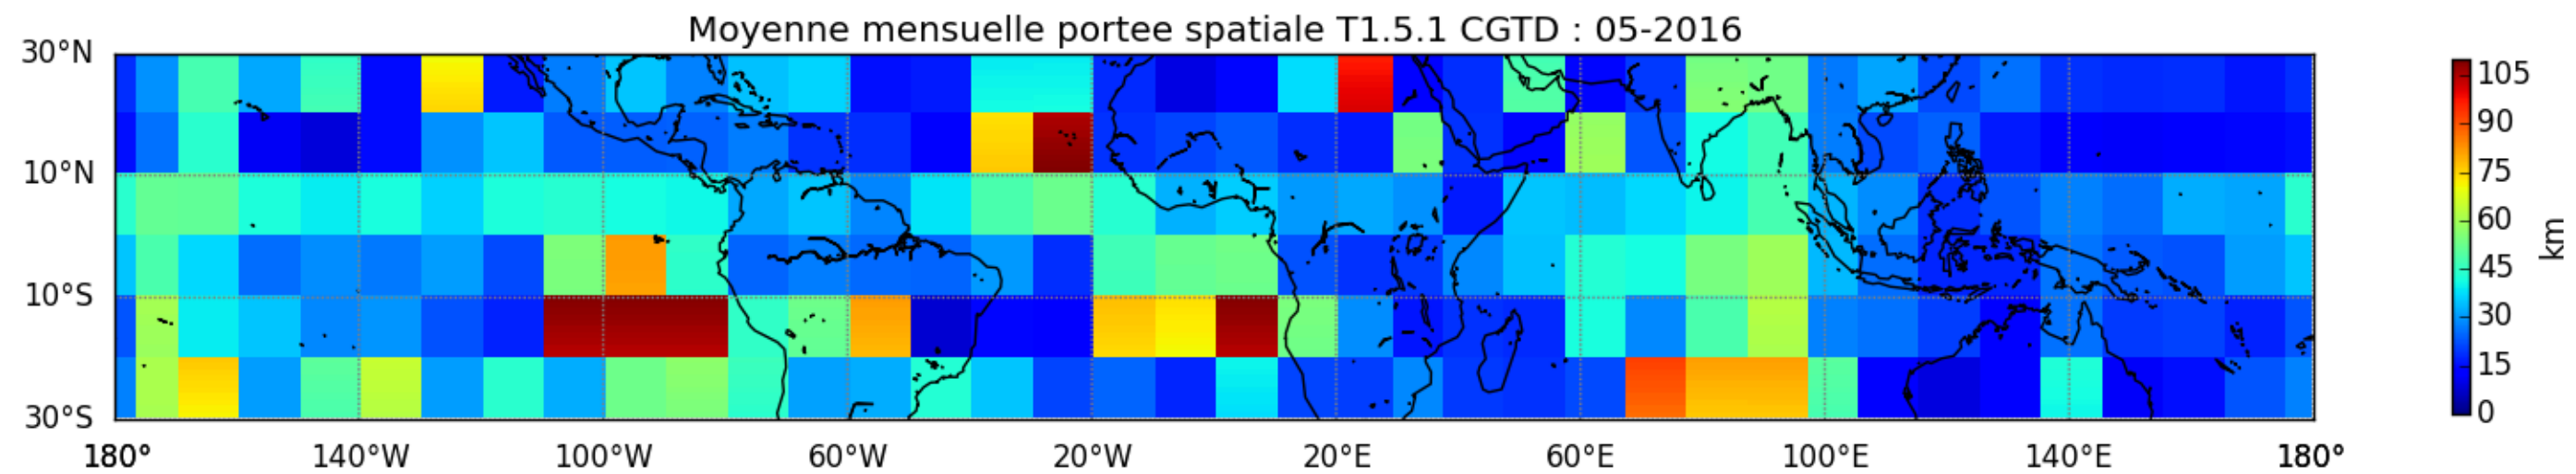 Moyenne mensuelle portee spatiale T1.5.1 CGTD : 05-2016
30°N
10°N
10°S
30°S
180° 140°W 100°W 60°W 20°W 20°E 60°E 100°E 140°E 180°
105
90
75
60
45
30
15
0
km